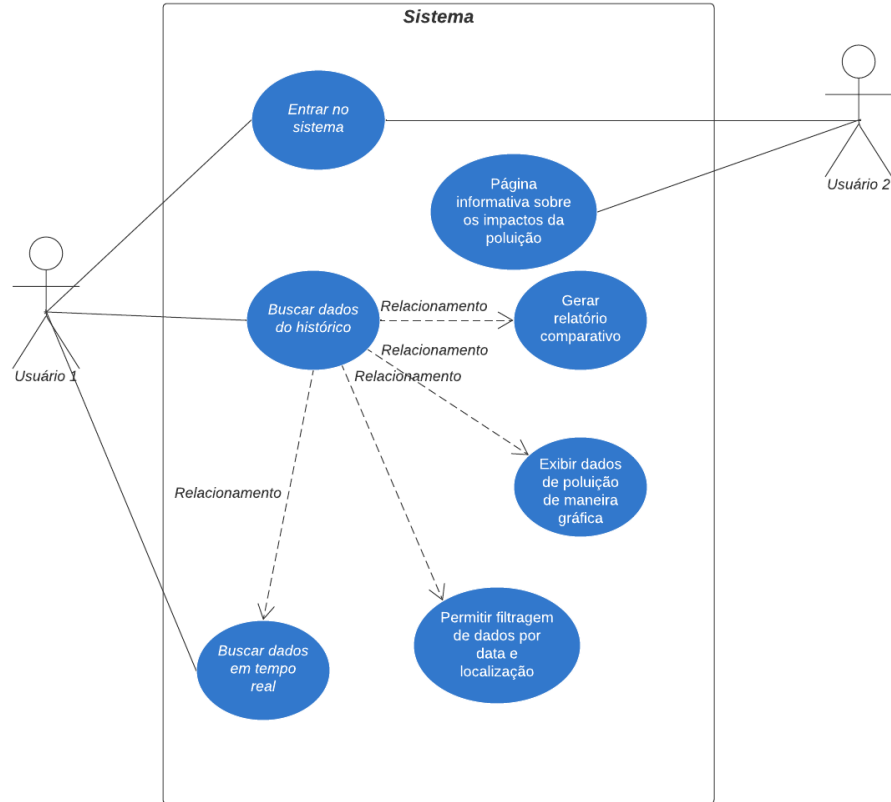 Sistema
Entrar no
sistema
Usuário 2
Página
informativa sobre
os impactos da
poluição
Usuário 1
Buscar dados
do histórico
Relacionamento
Gerar
relatório
comparativo
Relacionamento
Relacionamento
Relacionamento
Exibir dados
de poluição
de maneira
gráfica
Buscar dados
em tempo
real
Permitir filtragem
de dados por
data e
localização